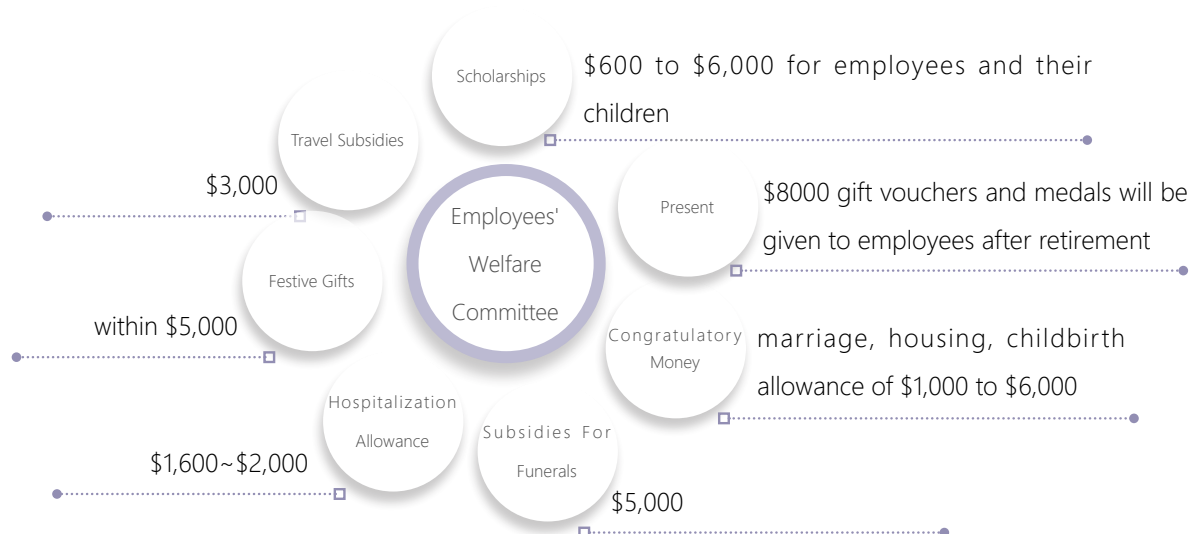 Scholarships
$600 to $6,000 for employees and their
children
Travel Subsidies
$3,000
Employees'
Welfare
Committee
Present
$8000 gift vouchers and medals will be
given to employees after retirement
Festive Gifts
within $5,000
Congratulatory
Money
marriage, housing, childbirth
allowance of $1,000 to $6,000
Hospitalization
Allowance
$1,600~$2,000
Subsidies For
Funerals
$5,000